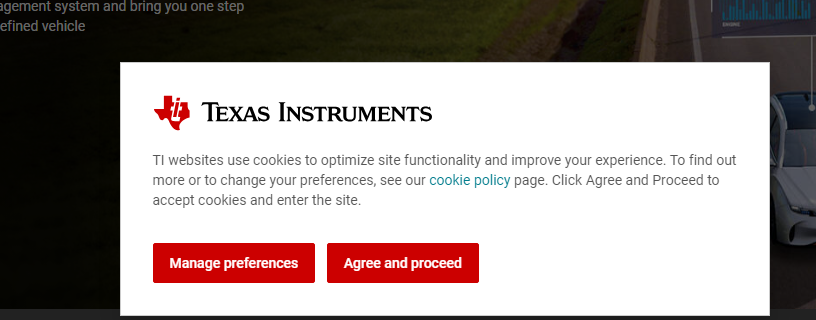 agement system and bring you one step
efined vehicle
ENGINE
TEXAS INSTRUMENTS
TI websites use cookies to optimize site functionality and improve your experience. To find out
more or to change your preferences, see our cookie policy page. Click Agree and Proceed to
accept cookies and enter the site.
Manage preferences
Agree and proceed